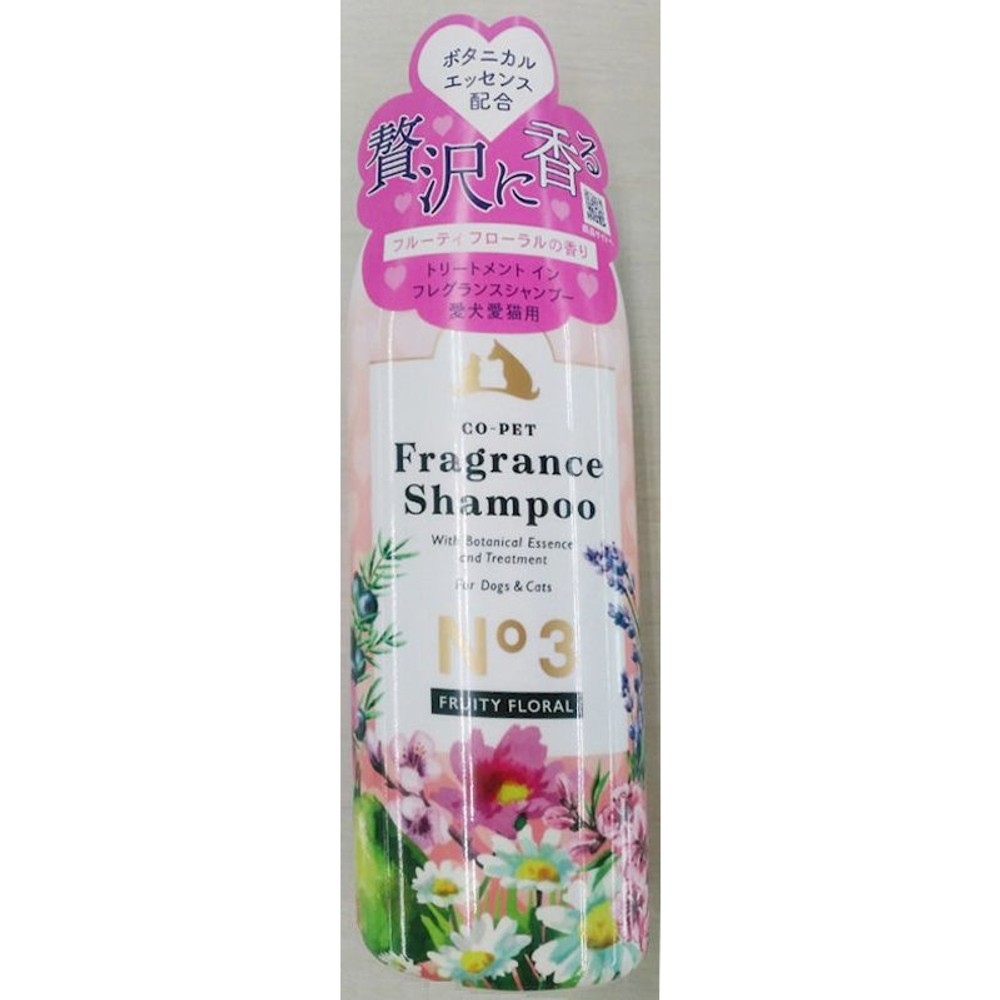 ボタニカル
エッセンス
配合
贅沢に香る
フルーティフローラルの香り
トリートメント イン
フレグランスシャンプー
愛犬愛猫用
CO-PET
Fragrance
Shampoo
With Botanical Essence
and Treatment
For Dogs & Cats
Nº3
FRUITY FLORAL